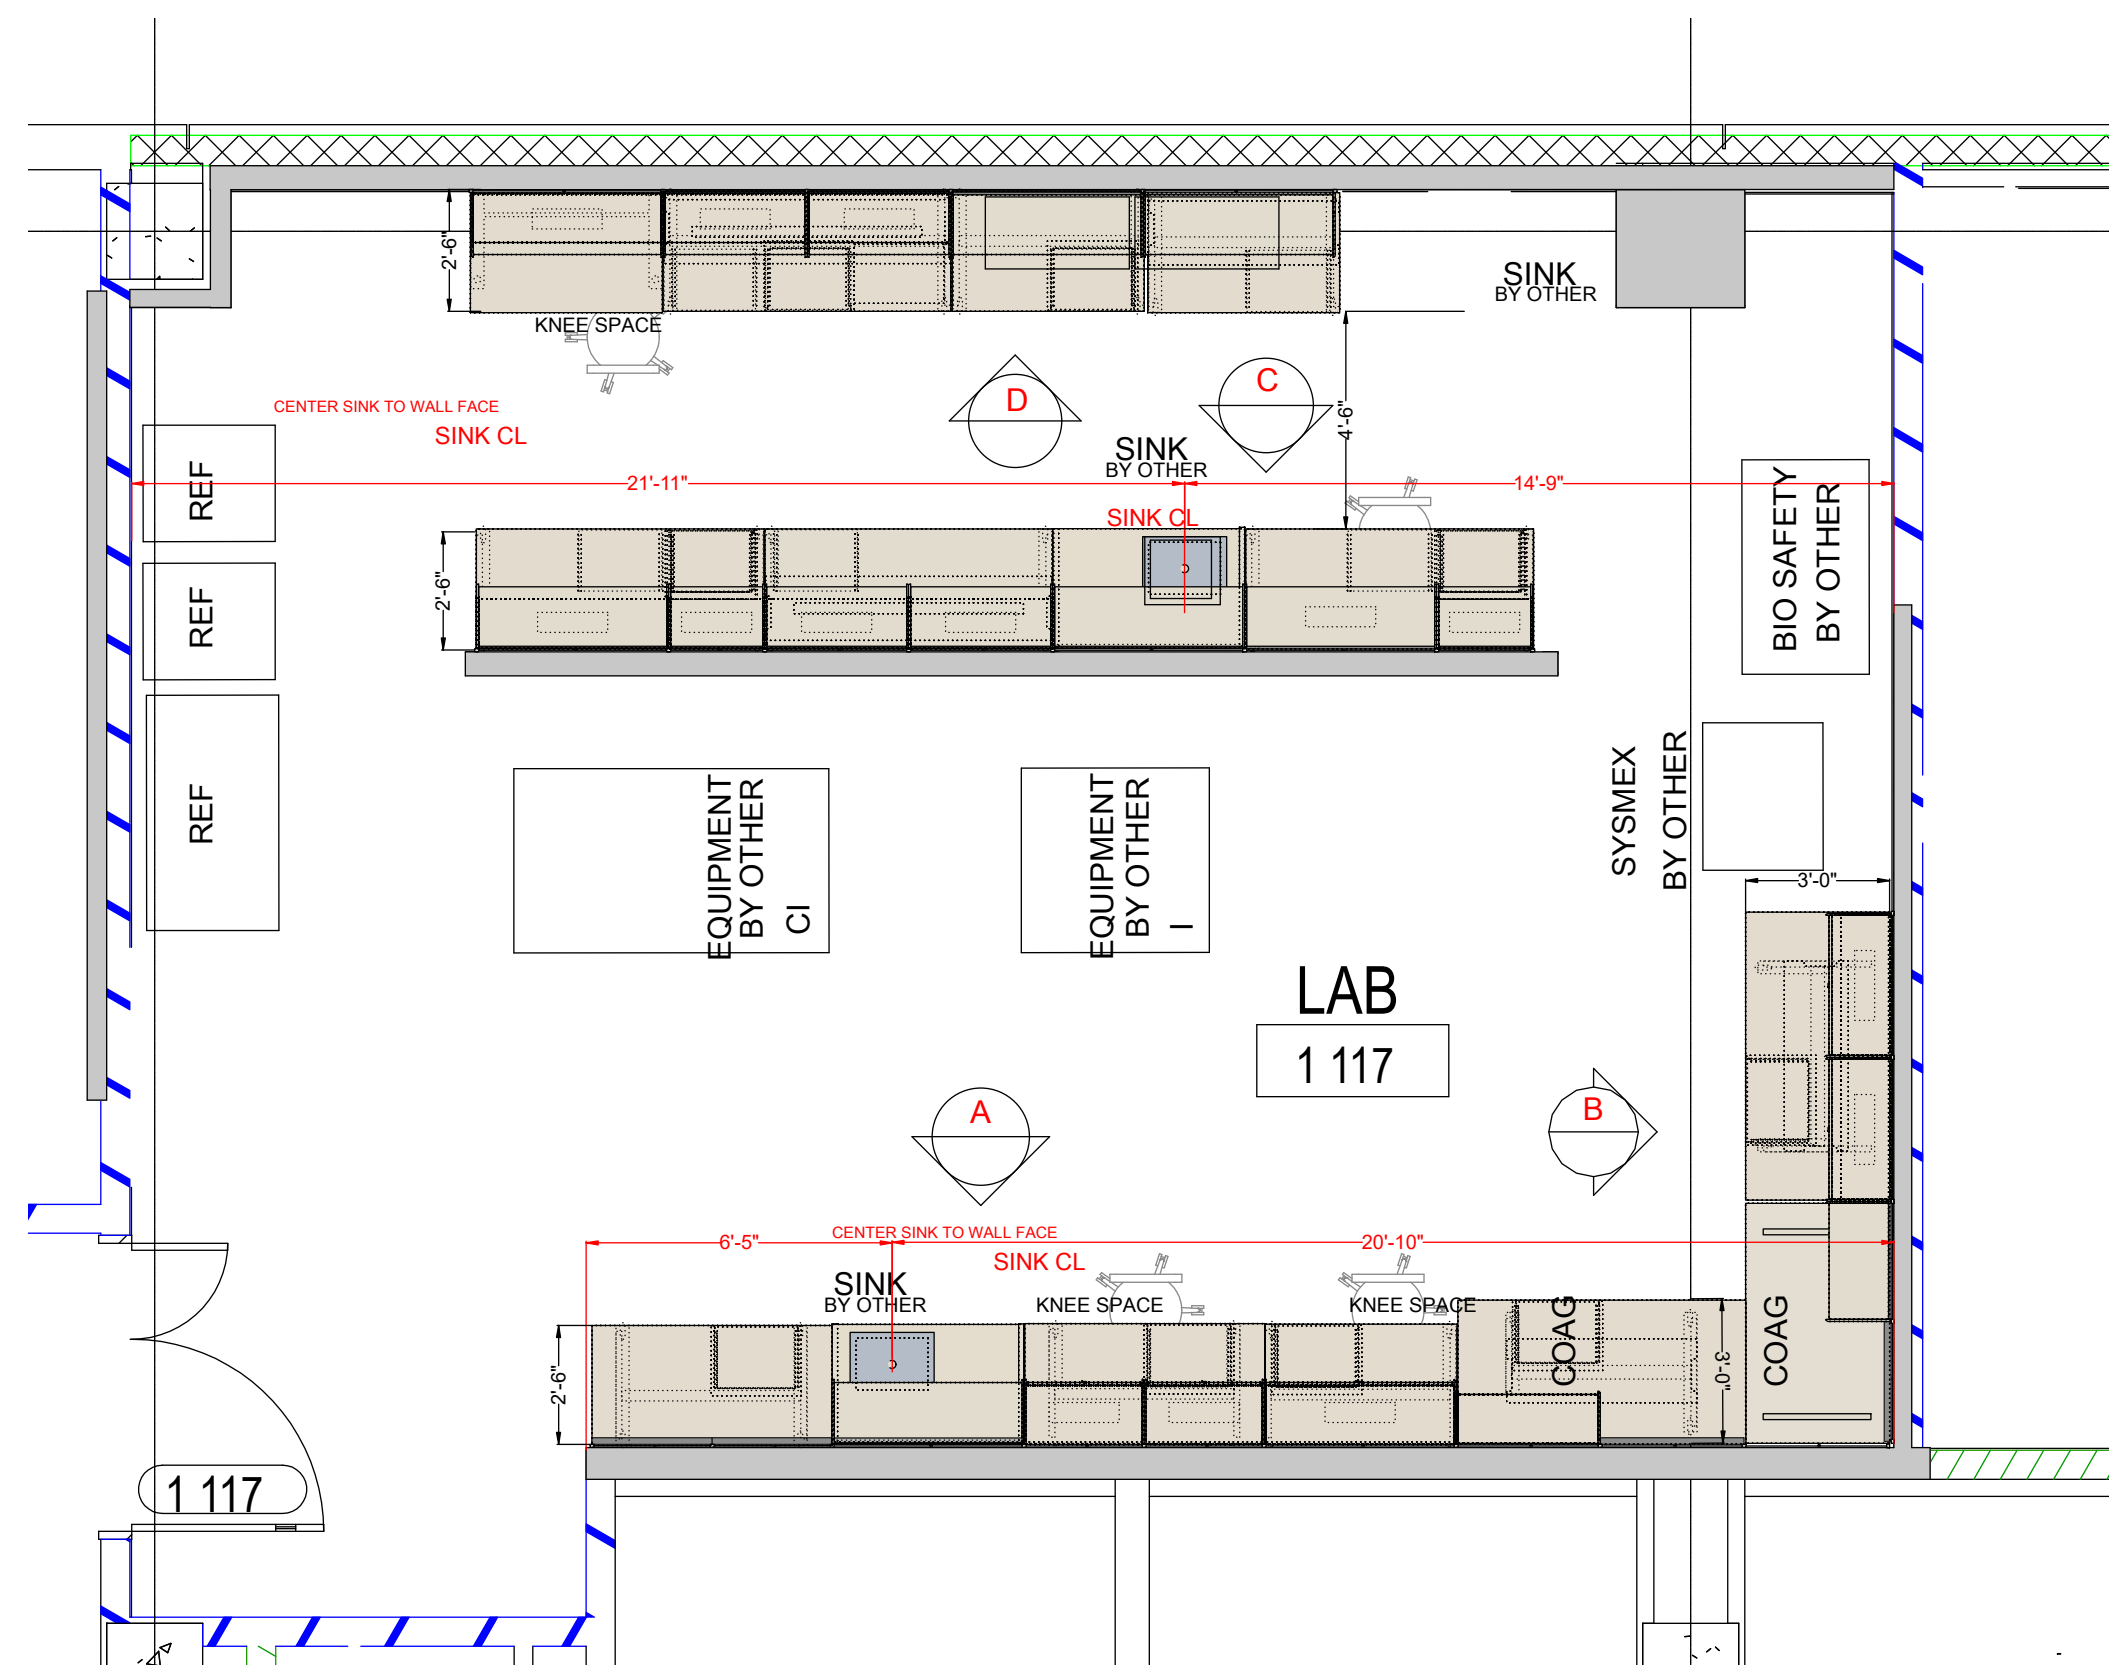 2'-6"
SINK
BY OTHER
KNEE SPACE
D
C
4'-6"
CENTER SINK TO WALL FACE
SINK CL
SINK
BY OTHER
21'-11"
14'-9"
SINK CL
REF
BIO SAFETY
BY OTHER
2'-6"
REF
REF
EQUIPMENT
BY OTHER
CI
EQUIPMENT
BY OTHER
I
SYSMEX
BY OTHER
3'-0"
LAB
1 117
A
B
6'-5"
CENTER SINK TO WALL FACE
20'-10"
SINK CL
SINK
BY OTHER
KNEE SPACE
KNEE SPACE
2'-6"
COAG
3'-0"
COAG
1 117